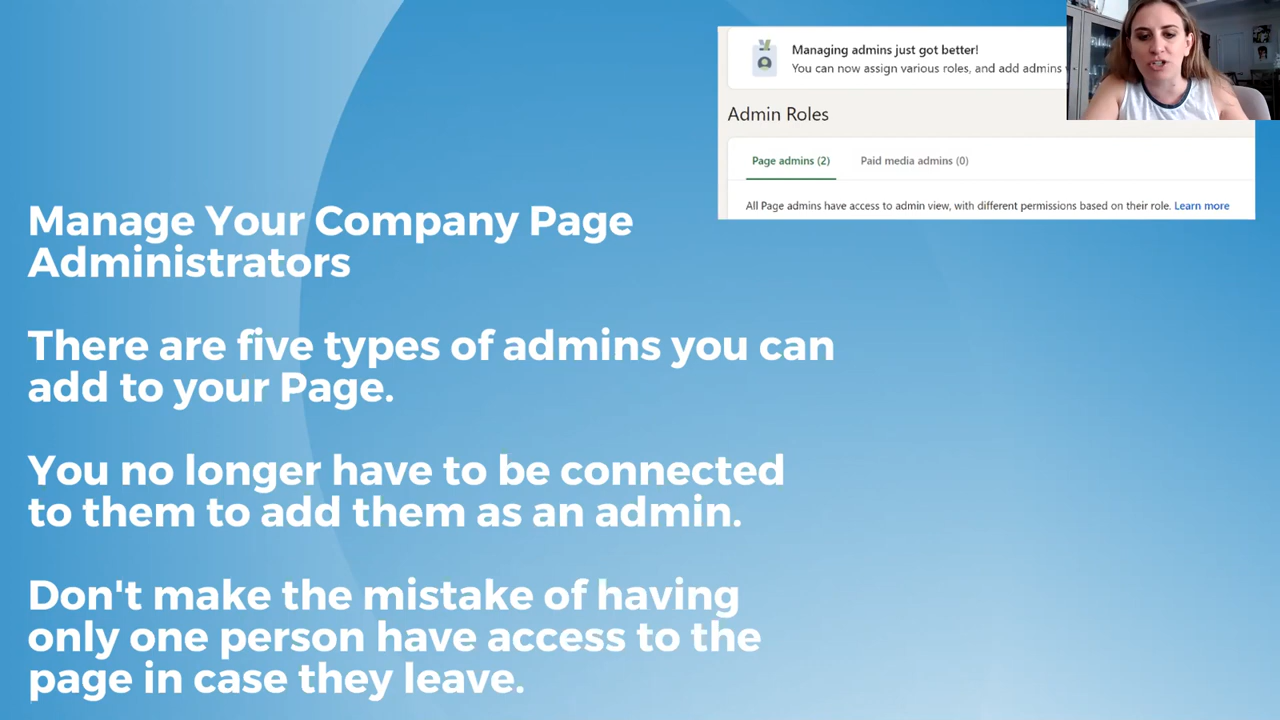 Managing admins just got better!
You can now assign various roles, and add admins
Admin Roles
Page admins (2) Paid media admins (0)
All Page admins have access to admin view, with different permissions based on their role. Learn more
Manage Your Company Page
Administrators
There are five types of admins you can
add to your Page.
You no longer have to be connected
to them to add them as an admin.
Don't make the mistake of having
only one person have access to the
page in case they leave.